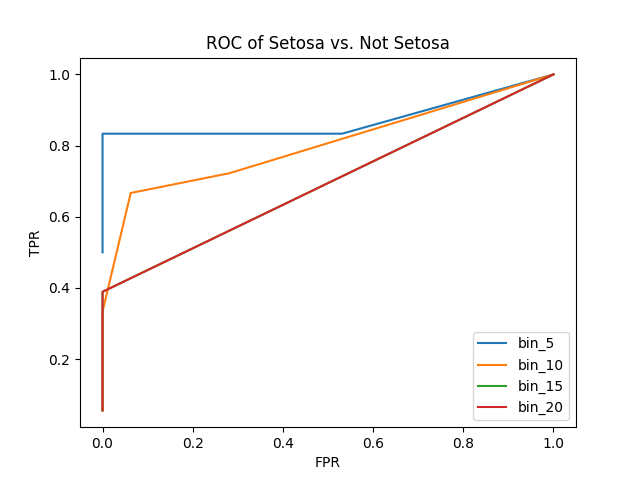 ROC of Setosa vs. Not Setosa
1.0
0.8
0.6
0.4
0.2
TPR
0.0 0.2 0.4 0.6 0.8 1.0
FPR
bin_5
bin_10
bin_15
bin_20